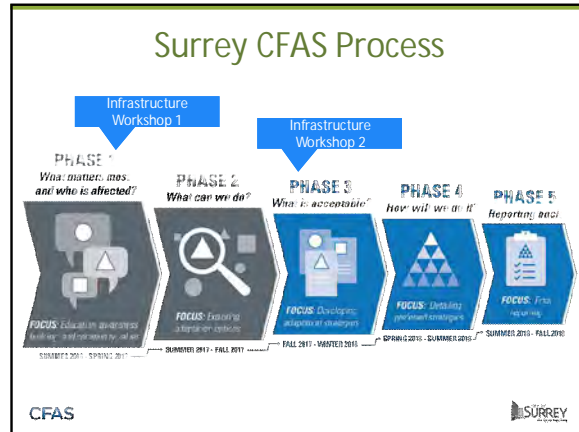 Surrey CFAS Process
Infrastructure
Workshop 1
Infrastructure
Workshop 2
PHASE 1
What matters most
and who is affected?
PHASE 2
What can we do?
PHASE 3
What is acceptable?
PHASE 4
How will we do it?
PHASE 5
Reporting back
FOCUS: Education awareness
FOCUS: Exploring
adaptation options
FOCUS: Developing
adaptation strategies
FOCUS: Detailing
preferred strategies
FOCUS: Final
reporting
SUMMER 2017 - FALL 2017
FALL 2017 - WINTER 2018
SPRING 2018 - SUMMER 2018
SUMMER 2018 - FALL 2018
CFAS
SURREY